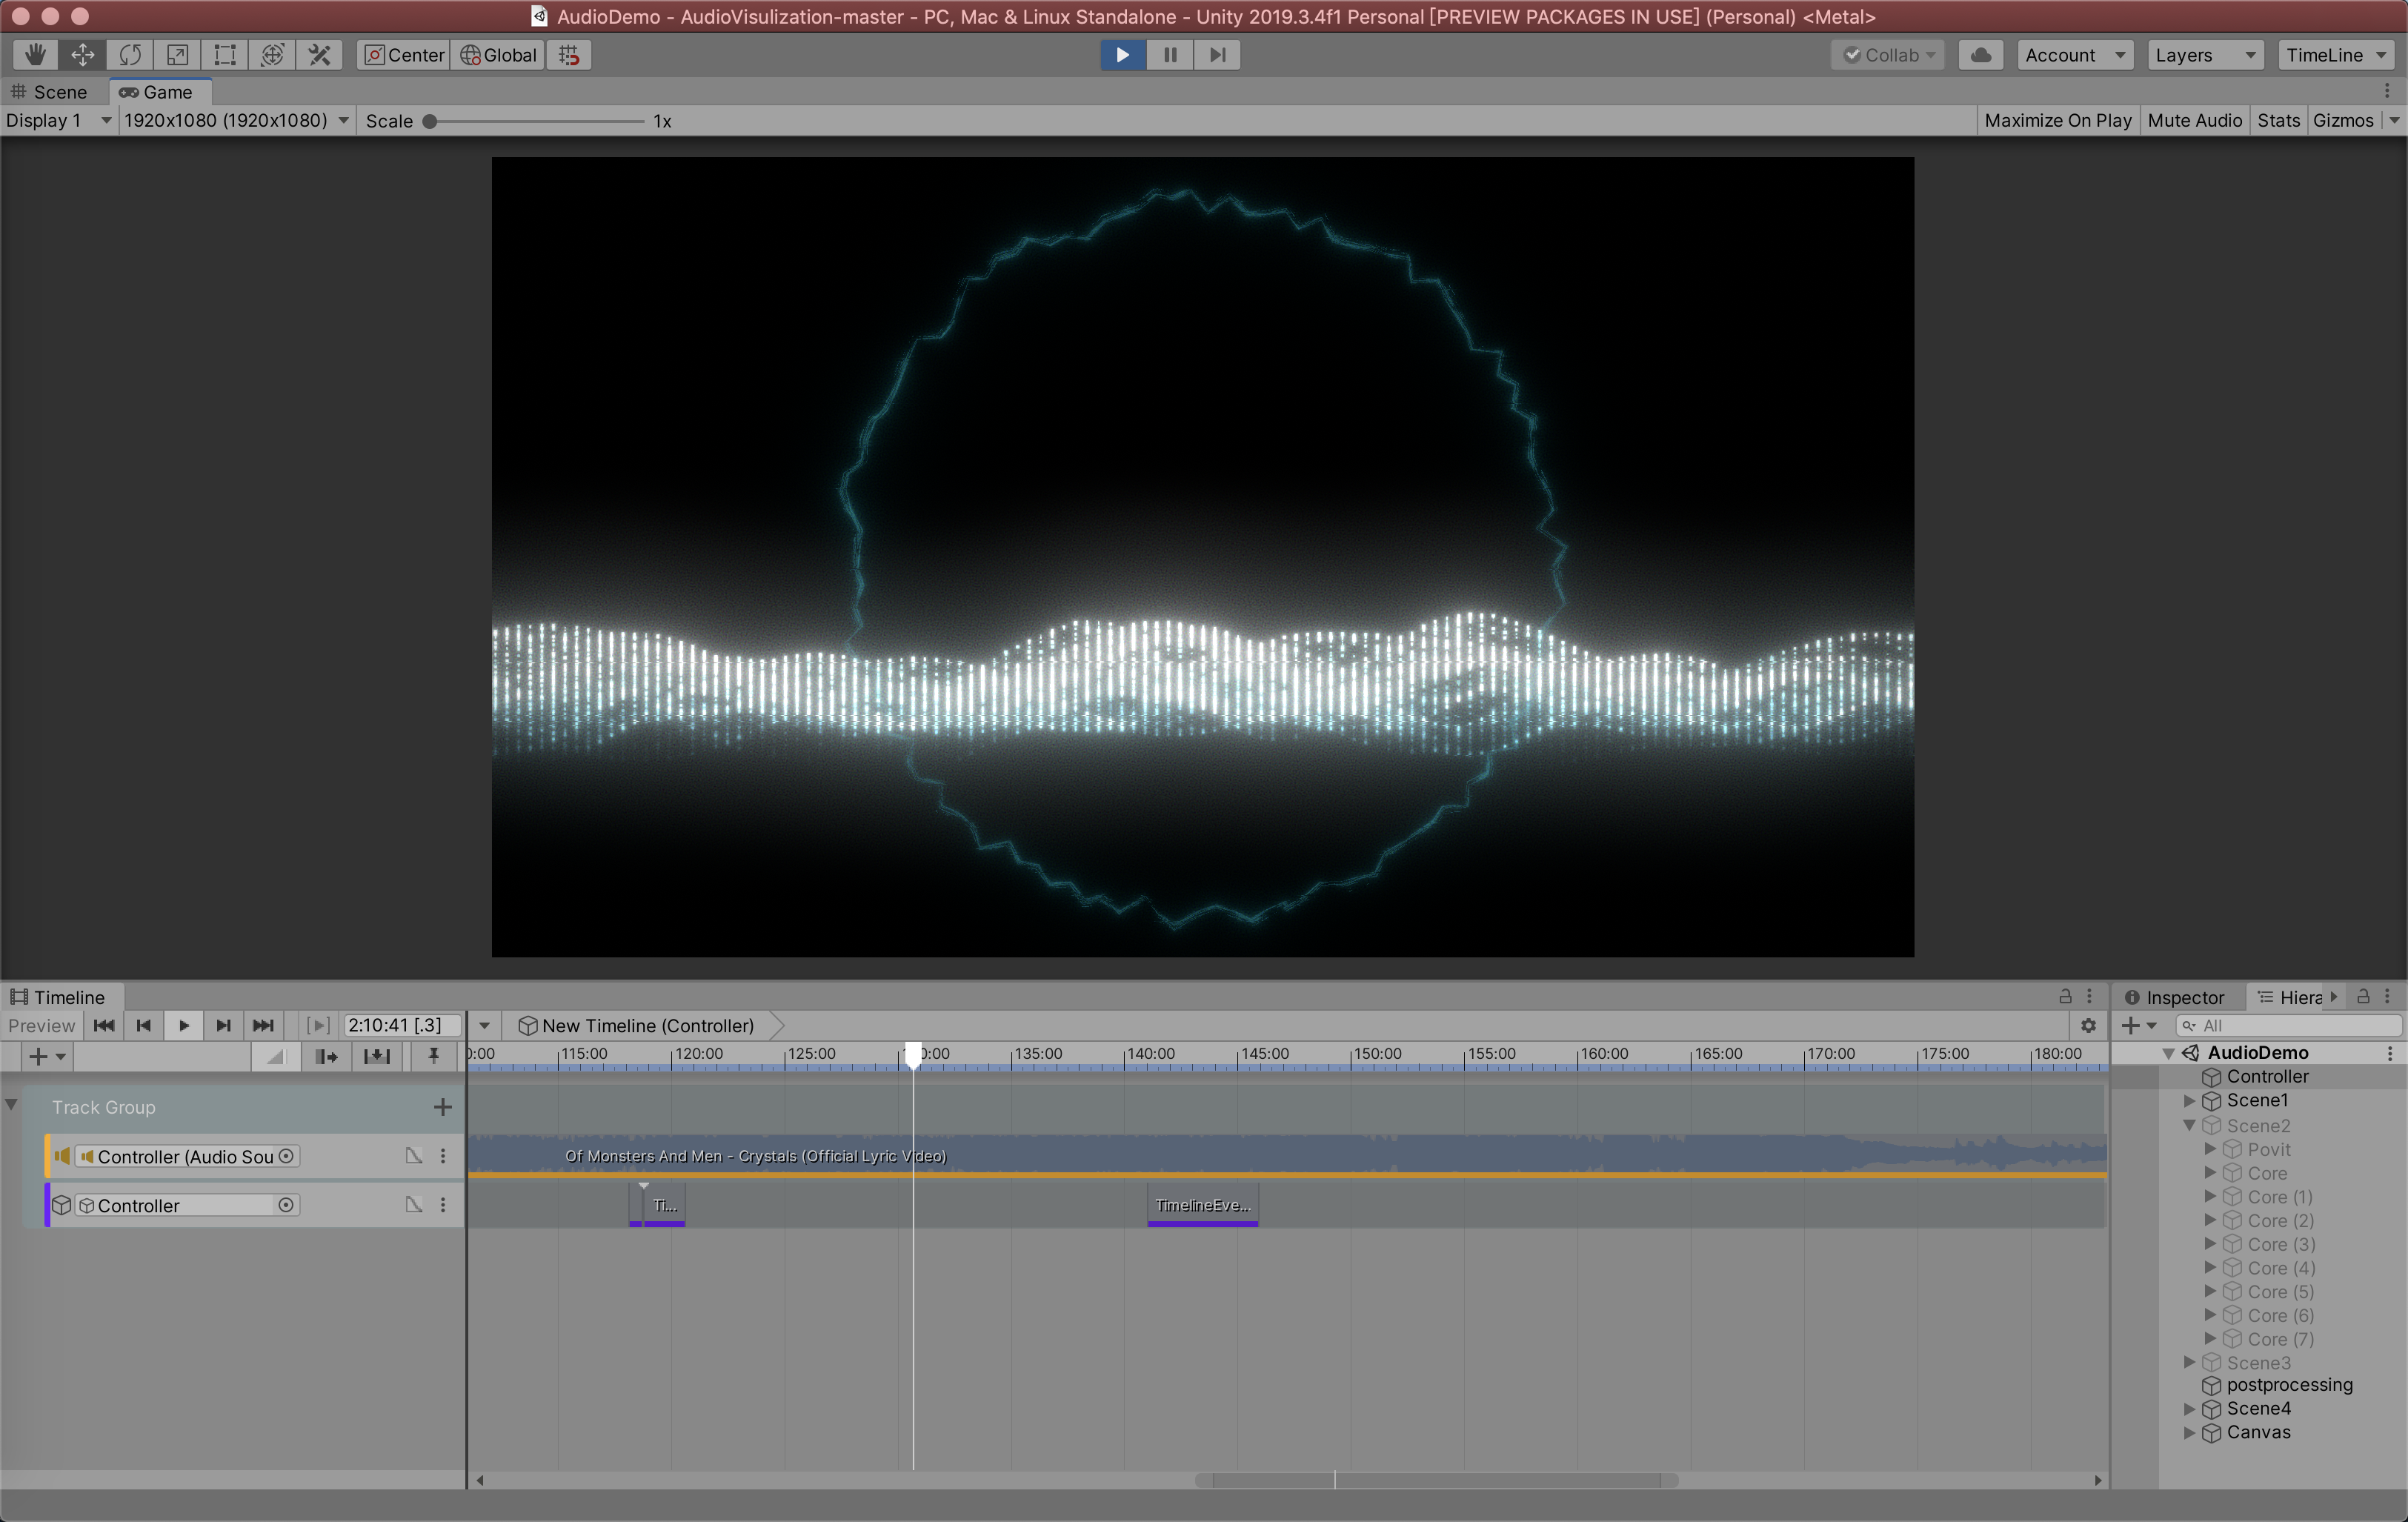 AudioDemo - AudioVisulization-master - PC, Mac & Linux Standalone - Unity 2019.3.4f1 Personal [PREVIEW PACKAGES IN USE] (Personal) <Metal>
Center Global Collab Account Layers TimeLine
Scene Game
Display 1 1920x1080 (1920x1080) Scale 1x Maximize On Play Mute Audio Stats Gizmos
Timeline Inspector Hiera
Preview 2:10:41 [.3] New Timeline (Controller) All
0:00 115:00 120:00 125:00 0:00 135:00 140:00 145:00 150:00 155:00 160:00 165:00 170:00 175:00 180:00
Track Group
Controller (Audio Sou
Of Monsters And Men - Crystals (Official Lyric Video)
Controller
Ti...
TimelineEve...
AudioDemo
Controller
Scene1
Scene2
Povit
Core
Core (1)
Core (2)
Core (3)
Core (4)
Core (5)
Core (6)
Core (7)
Scene3
postprocessing
Scene4
Canvas